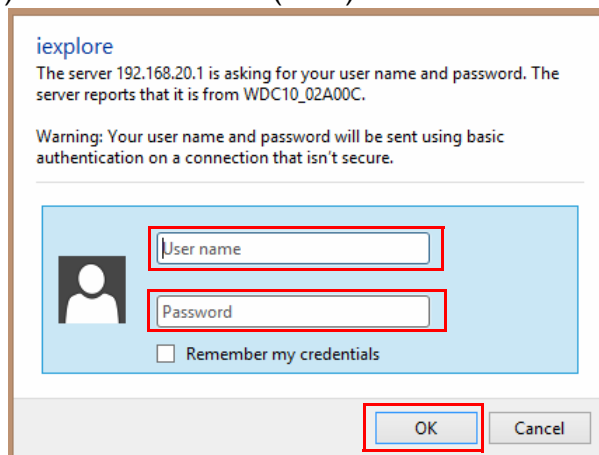 iexplore
The server 192.168.20.1 is asking for your user name and password. The
server reports that it is from WDC10_02A00C.
Warning: Your user name and password will be sent using basic
authentication on a connection that isn't secure.
User name
Password
Remember my credentials
OK Cancel